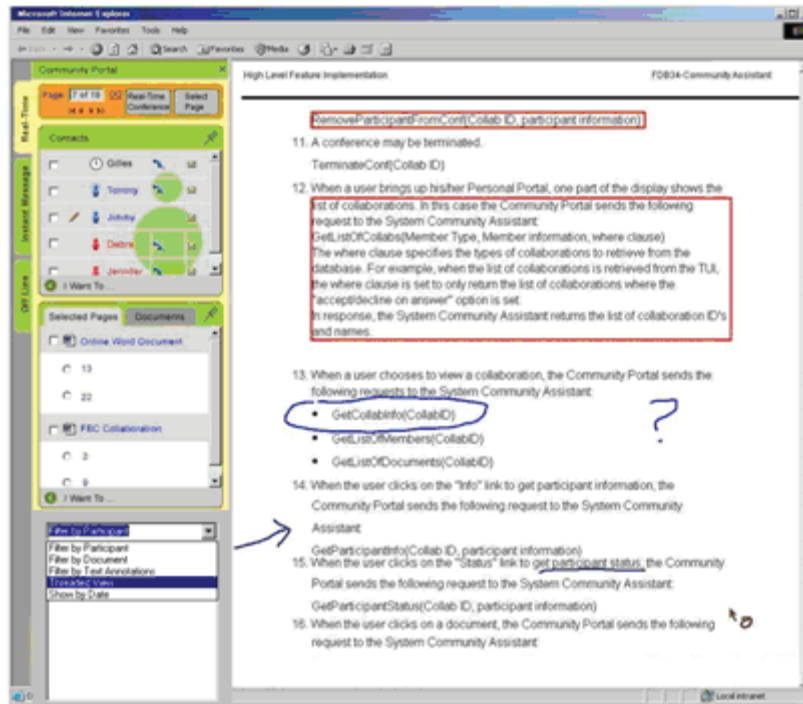 Microsoft Internet Explorer
File Edit View Favorites Tools Help
Search Favorites Media
Community Portal
Page: 7 of 19 GO Real-Time Conference Select Page
Real-Time
Instant Message
Off Line
Contacts
Gilles
Tammy
Johnny
Debra
Jennifer
I Want To ...
Selected Pages Documents
Online Word Document
13
22
FBC Collaboration
2
9
I Want To ...
Filter by Participant
Filter by Participant
Filter by Document
Filter by Text Annotations
Threaded View
Show by Date
High Level Feature Implementation FDB34-Community Assistant
RemoveParticipantFromConf(Collab ID, participant information)
11. A conference may be terminated.
TerminateConf(Collab ID)
12. When a user brings up his/her Personal Portal, one part of the display shows the
list of collaborations. In this case the Community Portal sends the following
request to the System Community Assistant:
GetListOfCollabs(Member Type, Member information, where clause)
The where clause specifies the types of collaborations to retrieve from the
database. For example, when the list of collaborations is retrieved from the TUI,
the where clause is set to only return the list of collaborations where the
"accept/decline on answer" option is set.
In response, the System Community Assistant returns the list of collaboration ID's
and names.
13. When a user chooses to view a collaboration, the Community Portal sends the
following requests to the System Community Assistant:
• GetCollabInfo(CollabID)
?
• GetListOfMembers(CollabID)
• GetListOfDocuments(CollabID)
14. When the user clicks on the "Info" link to get participant information, the
Community Portal sends the following request to the System Community
Assistant:
GetParticipantInfo(Collab ID, participant information)
15. When the user clicks on the "Status" link to get participant status, the Community
Portal sends the following request to the System Community Assistant:
GetParticipantStatus(Collab ID, participant information)
16. When the user clicks on a document, the Community Portal sends the following
request to the System Community Assistant:
Local intranet